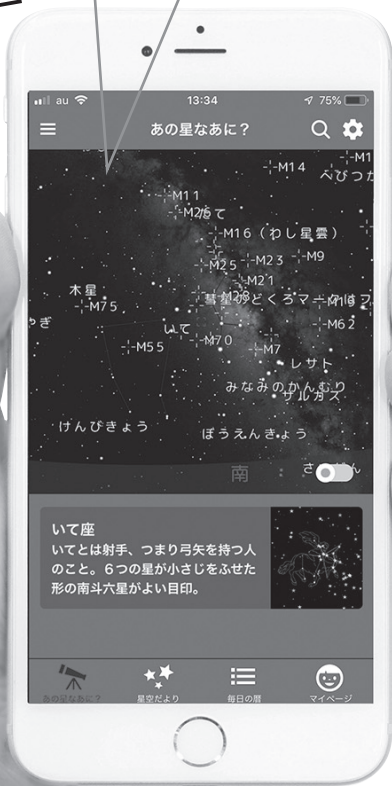 au 13:34 75%
あの星なあに？
M14 M1
へびつか
M11
M26 たて
M16（わし星雲）
M25 M23 M9
M21
木星
M75
M28
ぎ
いて
M62
M55 M70 M7
レサト
みなみのかんむり
サルガス
けんびきょう
ぼうえんきょう
南
さ ん
いて座
いてとは射手、つまり弓矢を持つ人
のこと。6つの星が小さじをふせた
形の南斗六星がよい目印。
あの星なあに？ 星空だより 毎日の暦 マイページ